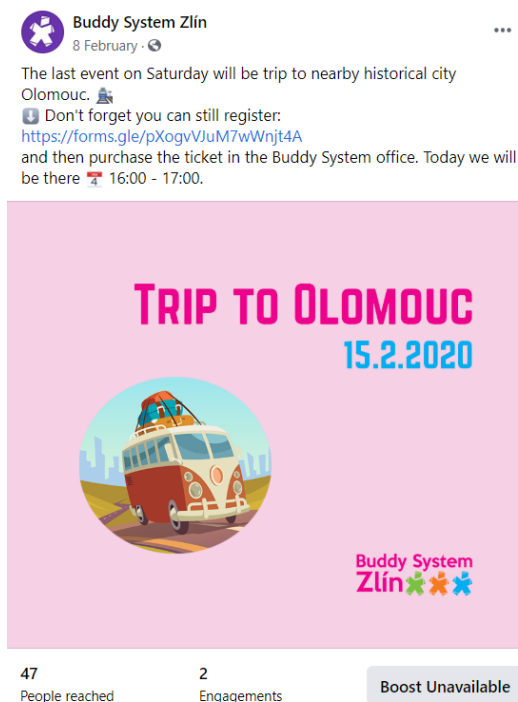 Buddy System Zlín
8 February ·
The last event on Saturday will be trip to nearby historical city
Olomouc.
Don't forget you can still register:
https://forms.gle/pXogvVJuM7wWnjt4A
and then purchase the ticket in the Buddy System office. Today we will
be there 4 16:00 - 17:00.
TRIP TO OLOMOUC
15.2.2020
Buddy System
Zlín
47
People reached
2
Engagements
Boost Unavailable